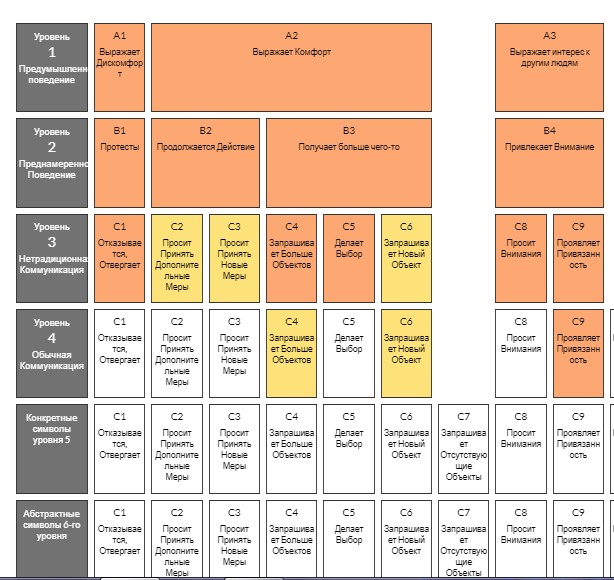 Уровень
1
Предумышленн
поведение
A1
Выражает
Дискомфор
т
A2
Выражает Комфорт
A3
Выражает интерес к
другим людям
Уровень
2
Преднамеренно
Поведение
B1
Протесты
B2
Продолжается Действие
B3
Получает больше чего-то
B4
Привлекает Внимание
Уровень
3
Нетрадиционна
Коммуникация
C1
Отказывае
тся,
Отвергает
C2
Просит
Принять
Дополните
льные
Меры
C3
Просит
Принять
Новые
Меры
C4
Запрашива
ет Больше
Объектов
C5
Делает
Выбор
C6
Запрашива
ет Новый
Объект
C8
Просит
Внимания
C9
Проявляет
Привязанн
ость
Уровень
4
Обычная
Коммуникация
C1
Отказывае
тся,
Отвергает
C2
Просит
Принять
Дополните
льные
Меры
C3
Просит
Принять
Новые
Меры
C4
Запрашива
ет Больше
Объектов
C5
Делает
Выбор
C6
Запрашива
ет Новый
Объект
C8
Просит
Внимания
C9
Проявляет
Привязанн
ость
Конкретные
символы
уровня 5
C1
Отказывае
тся,
Отвергает
C2
Просит
Принять
Дополните
льные
Меры
C3
Просит
Принять
Новые
Меры
C4
Запрашива
ет Больше
Объектов
C5
Делает
Выбор
C6
Запрашива
ет Новый
Объект
C7
Запрашива
ет
Отсутствую
щие
Объекты
C8
Просит
Внимания
C9
Проявляет
Привязанн
ость
Абстрактные
символы 6-го
уровня
C1
Отказывае
тся,
Отвергает
C2
Просит
Принять
Дополните
льные
Меры
C3
Просит
Принять
Новые
Меры
C4
Запрашива
ет Больше
Объектов
C5
Делает
Выбор
C6
Запрашива
ет Новый
Объект
C7
Запрашива
ет
Отсутствую
щие
Объекты
C8
Просит
Внимания
C9
Проявляет
Привязанн
ость